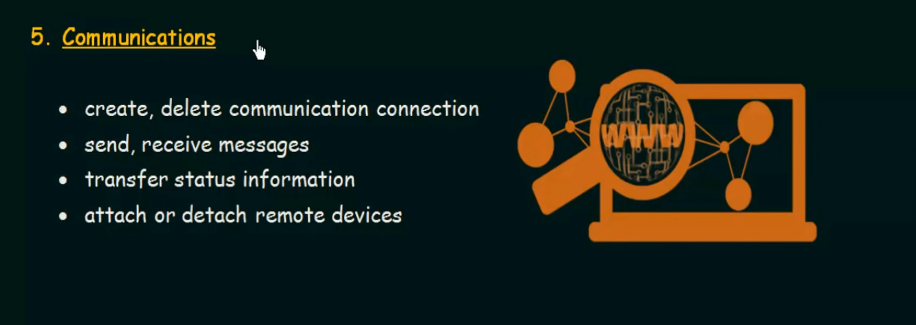 5. Communications
• create, delete communication connection
• send, receive messages
• transfer status information
• attach or detach remote devices
WWW